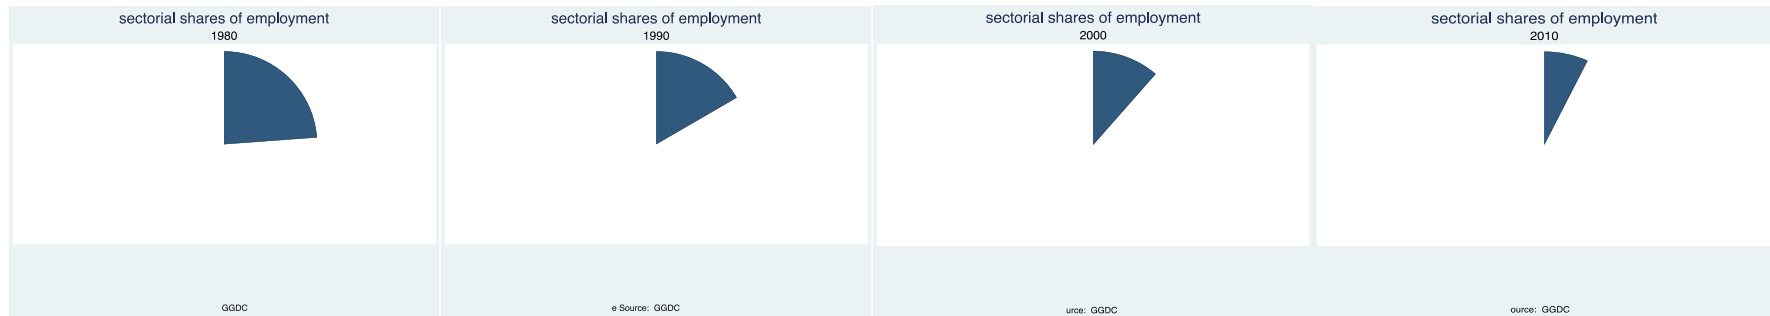 sectorial shares of employment
1980
GGDC
sectorial shares of employment
1990
e Source: GGDC
sectorial shares of employment
2000
urce: GGDC
sectorial shares of employment
2010
ource: GGDC